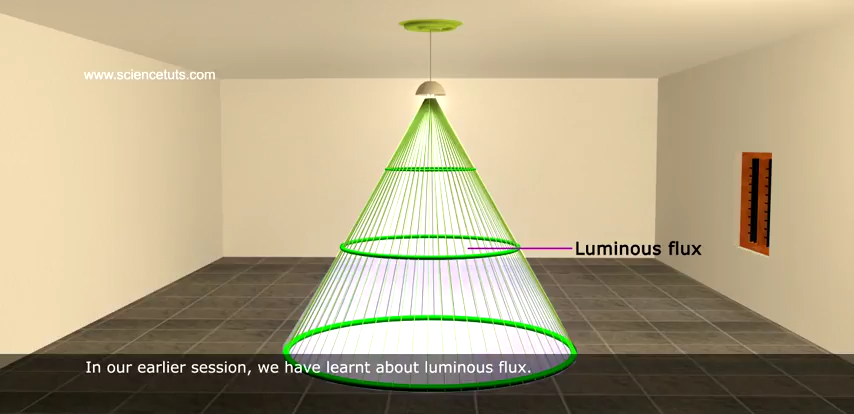 www.sciencetuts.com
Luminous flux
In our earlier session, we have learnt about luminous flux.